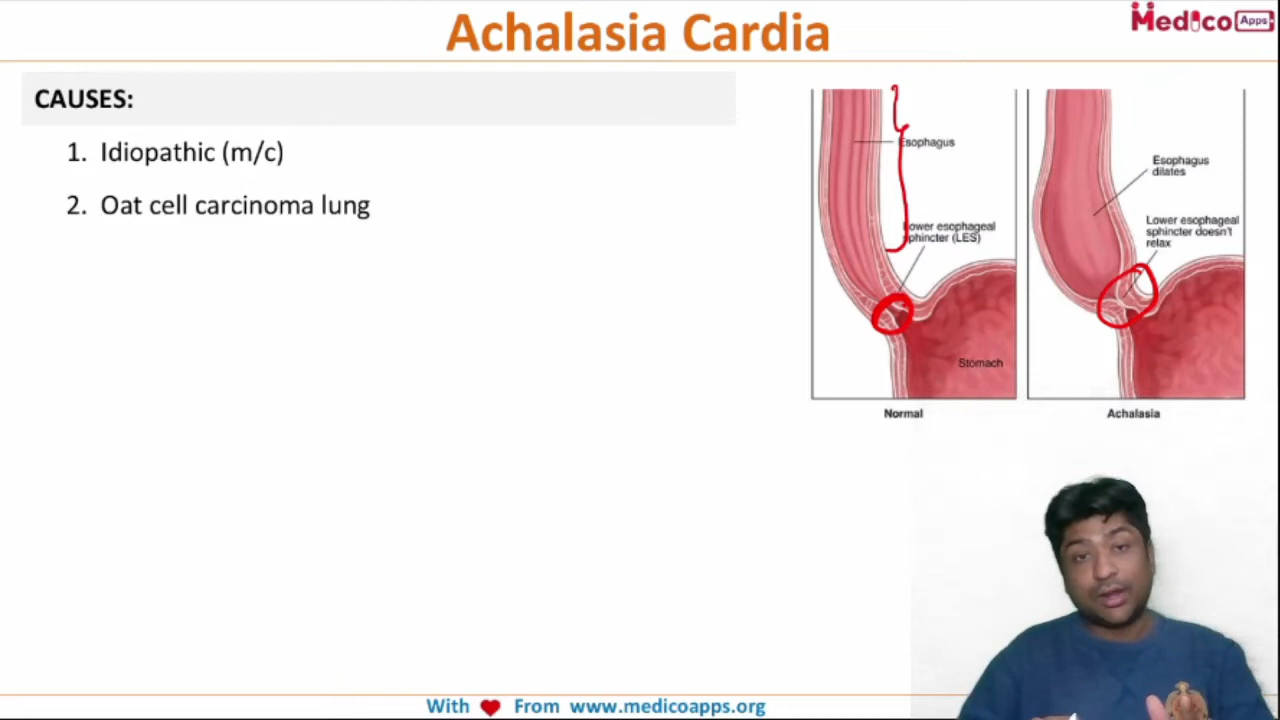 Achalasia Cardia
Medico Apps
CAUSES:
1. Idiopathic (m/c)
2. Oat cell carcinoma lung
Esophagus
Lower esophageal
sphincter (LES)
Stomach
Normal
Esophagus
dilates
Lower esophageal
sphincter doesn't
relax
Achalasia
With From www.medicoapps.org